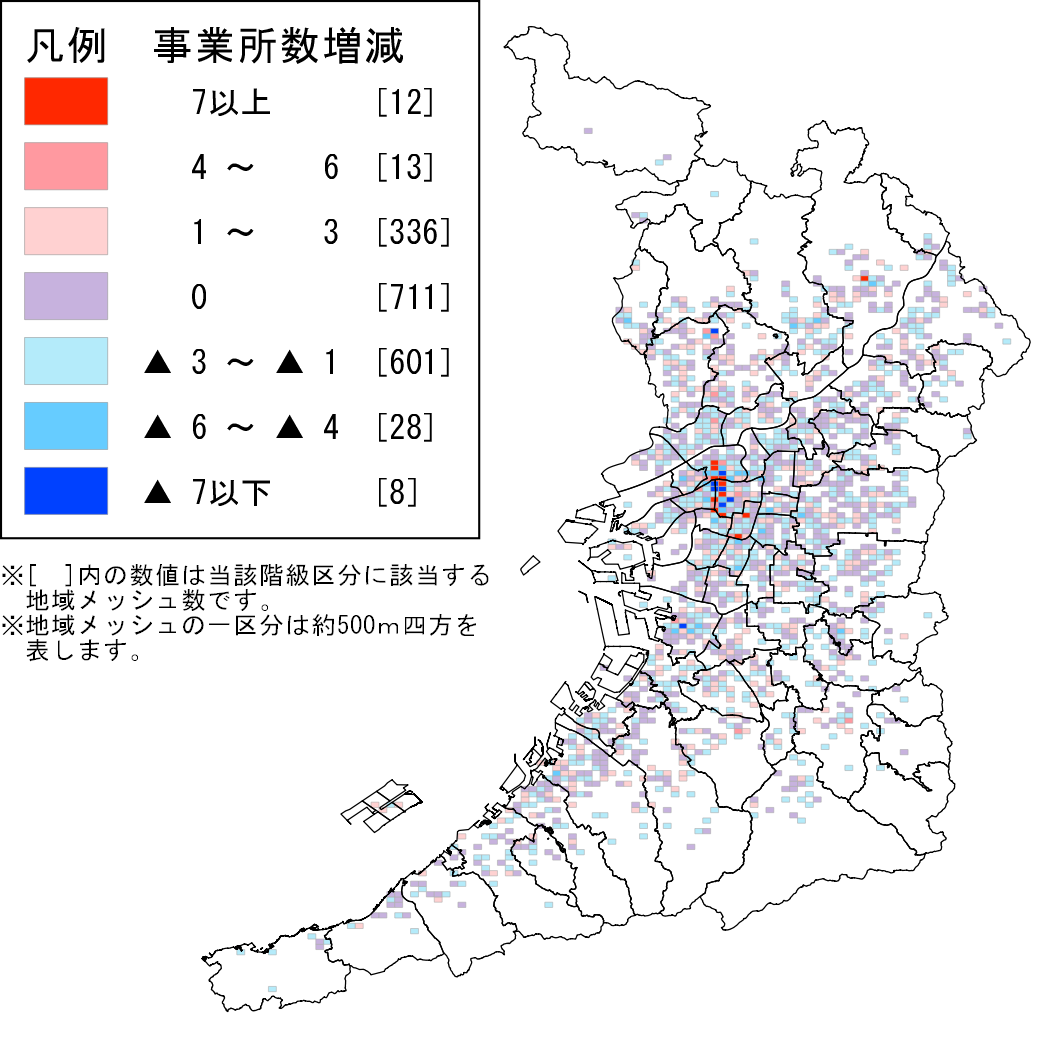 凡例 事業所数増減
7以上 [12]
4 ～ 6 [13]
1 ～ 3 [336]
0 [711]
▲ 3 ～ ▲ 1 [601]
▲ 6 ～ ▲ 4 [28]
▲ 7以下 [8]
※[ ]内の数値は当該階級区分に該当する
地域メッシュ数です。
※地域メッシュの一区分は約500m四方を
表します。